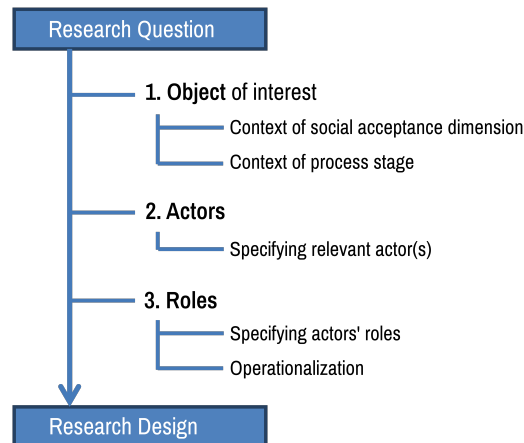 Research Question
1. Object of interest
Context of social acceptance dimension
Context of process stage
2. Actors
Specifying relevant actor(s)
3. Roles
Specifying actors' roles
Operationalization
Research Design